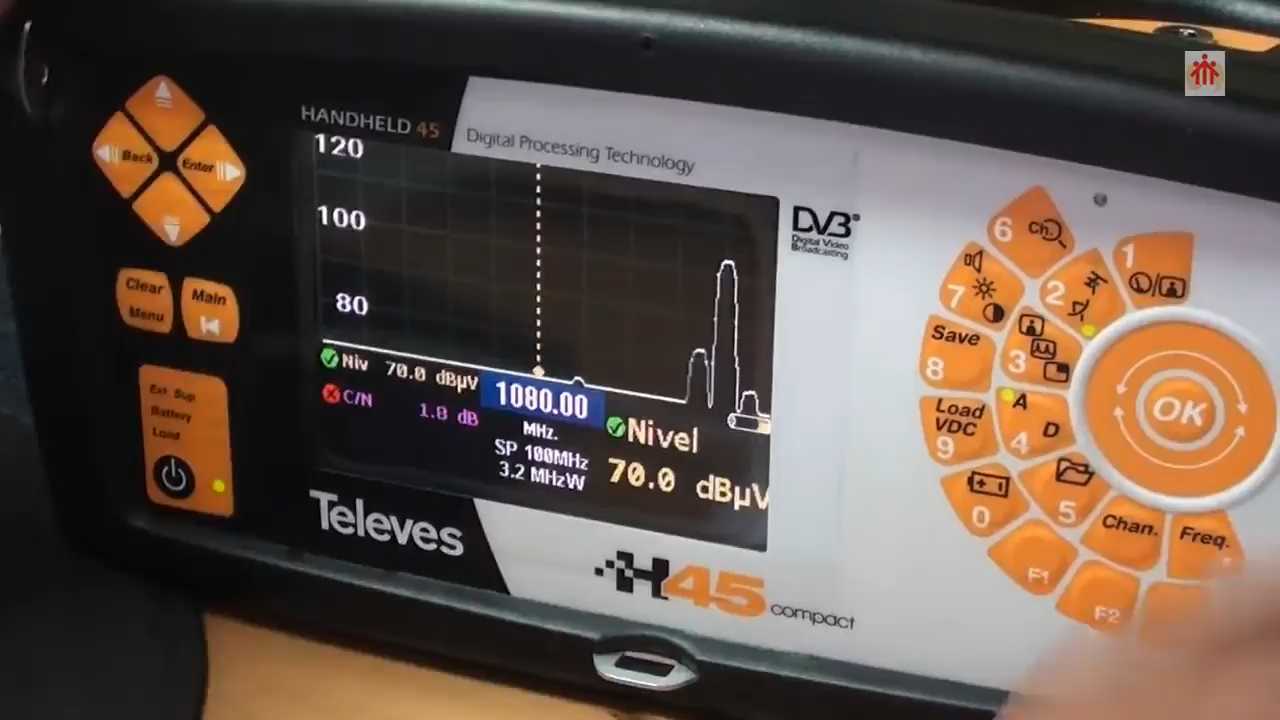 HANDHELD 45
Digital Processing Technology
120
100
80
Niv 70.0 dBµV
C/N 1.8 dB
1080.00
MHz.
SP 100MHz
3.2 MHzW
Nivel
70.0 dBµV
DVB
Digital Video
Broadcasting
Back
Enter
Clear
Menu
Main
Ext. Sup
Battery
Load
Televes
H45 compact
6 Ch.
1
2
7
3
Save
8
Load
VDC
9
A
4 D
5
0
OK
Chan.
Freq.
F1
F2